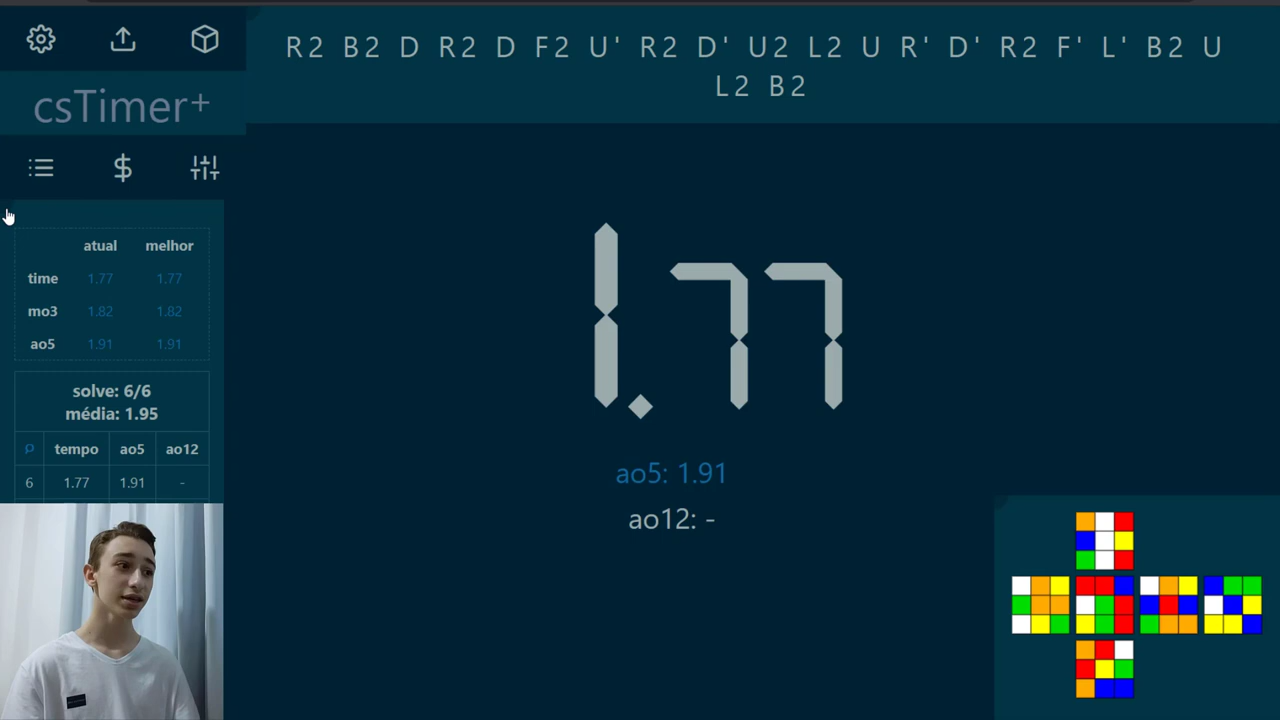 R2 B2 D R2 D F2 U' R2 D' U2 L2 U R' D' R2 F' L' B2 U
L2 B2
csTimer+
1.77
ao5: 1.91
ao12: -
atual melhor
time 1.77 1.77
mo3 1.82 1.82
ao5 1.91 1.91
solve: 6/6
média: 1.95
tempo ao5 ao12
6 1.77 1.91 -